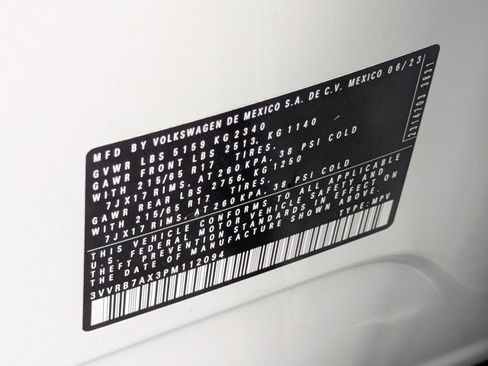 MFD BY VOLKSWAGEN DE MEXICO S.A. DE C.V. MEXICO 06/23
GVWR LBS 5159 KG 2340
GAWR FRONT LBS 2513, KG 1140
WITH 215/65 R17 TIRES,
7JX17 RIMS, AT 260 KPA, 38 PSI COLD
GAWR REAR LBS 2756, KG 1250
WITH 215/65 R17 TIRES,
7JX17 RIMS, AT 260 KPA, 38 PSI COLD
THIS VEHICLE CONFORMS TO ALL APPLICABLE
U.S. FEDERAL MOTOR VEHICLE SAFETY AND
THEFT PREVENTION STANDARDS IN EFFECT ON
THE DATE OF MANUFACTURE SHOWN ABOVE.
3VVRB7AX3PM112094 TYPE: MPV
12314703 3831